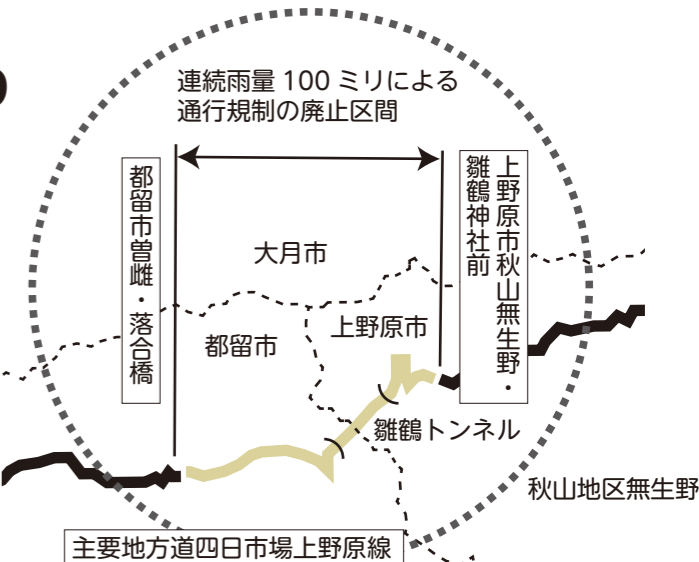 連続雨量 100 ミリによる
通行規制の廃止区間
都留市曽雌・落合橋
上野原市秋山無生野・
雛鶴神社前
大月市
都留市
上野原市
雛鶴トンネル
秋山地区無生野
主要地方道四日市場上野原線